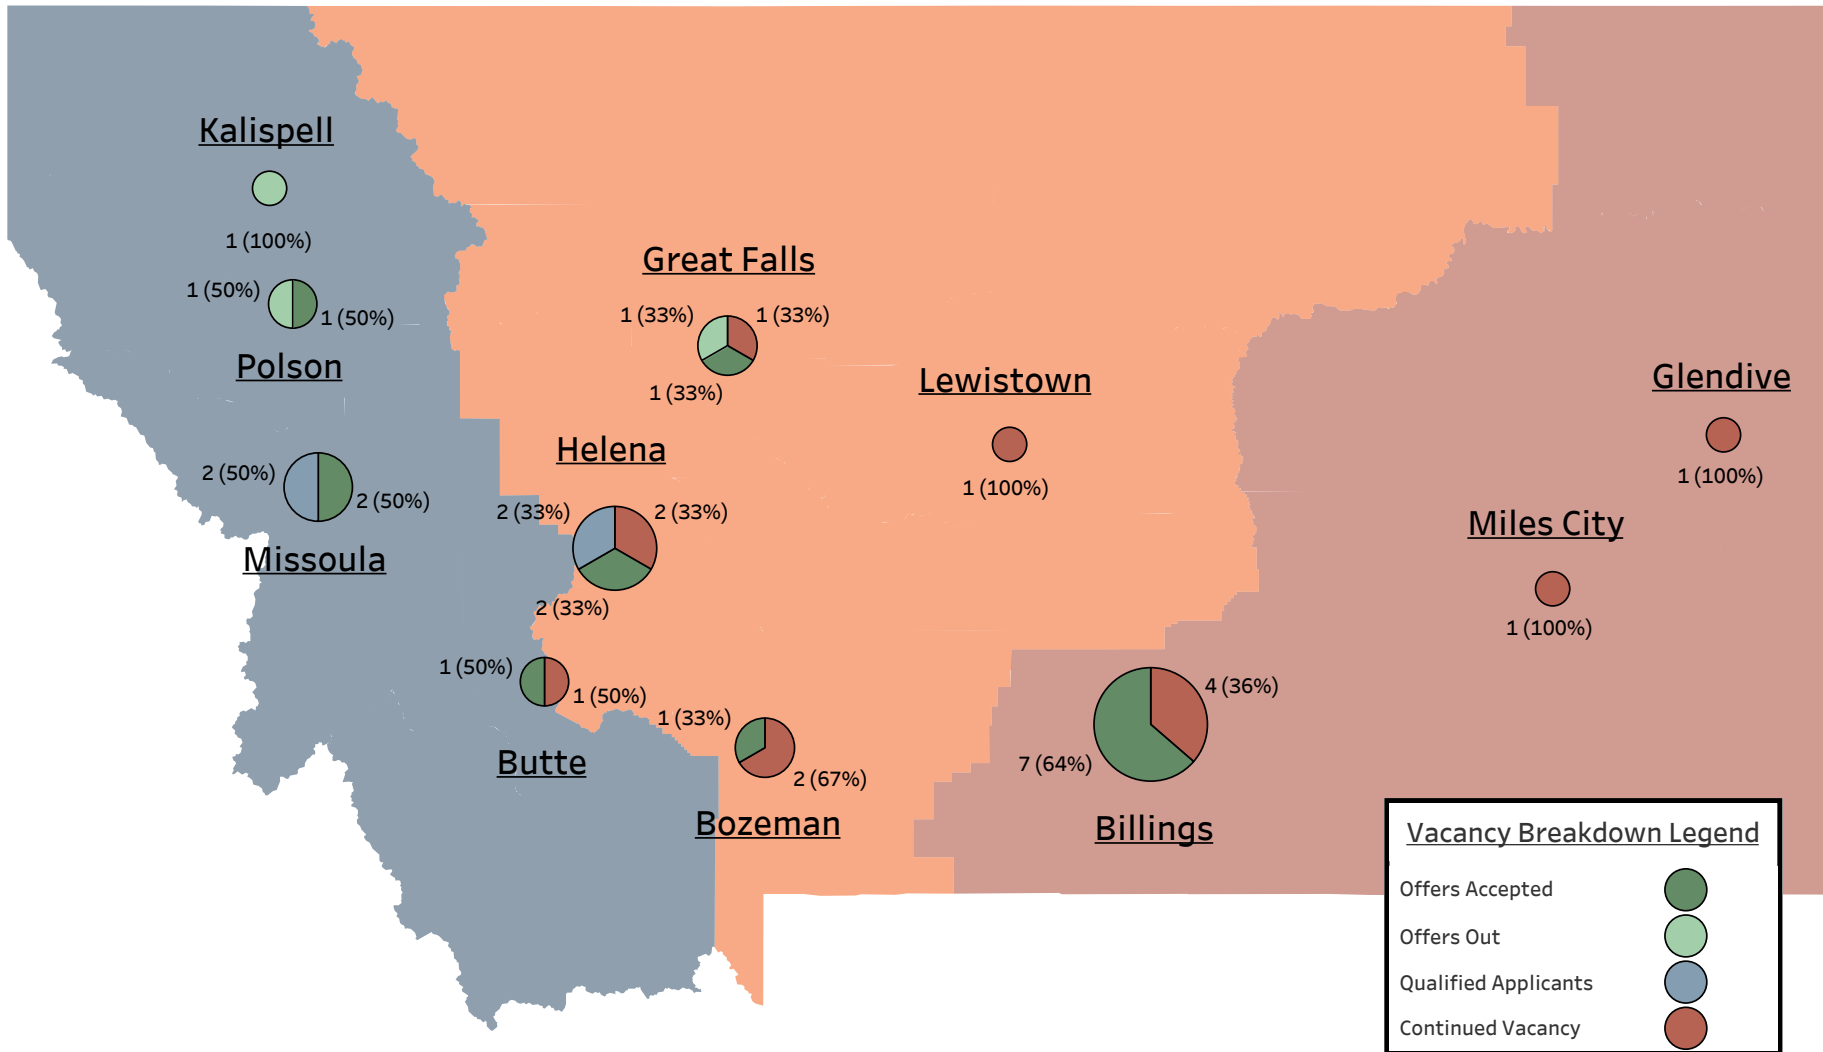 Kalispell
1 (100%)
1 (50%)
1 (50%)
Polson
2 (50%)
2 (50%)
Missoula
Great Falls
1 (33%)
1 (33%)
1 (33%)
Helena
2 (33%)
2 (33%)
2 (33%)
Lewistown
1 (100%)
Glendive
1 (100%)
Miles City
1 (100%)
1 (50%)
1 (50%)
Butte
1 (33%)
2 (67%)
Bozeman
4 (36%)
7 (64%)
Billings
Vacancy Breakdown Legend
Offers Accepted
Offers Out
Qualified Applicants
Continued Vacancy